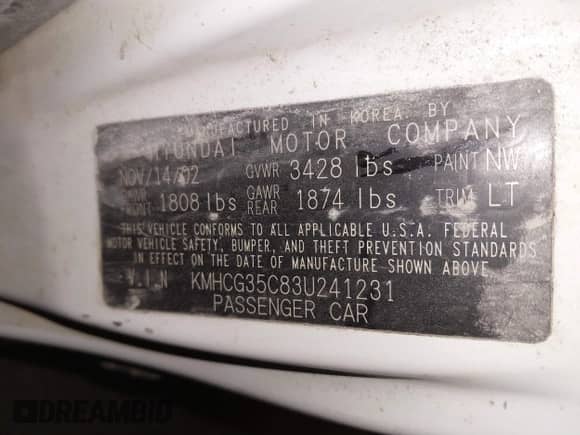 MANUFACTURED IN KOREA BY
HYUNDAI MOTOR COMPANY
NOV/14/02 GVWR 3428 lbs PAINT NW
GAWR FRONT 1808 lbs GAWR REAR 1874 lbs TRIM LT
THIS VEHICLE CONFORMS TO ALL APPLICABLE U.S.A. FEDERAL
MOTOR VEHICLE SAFETY, BUMPER, AND THEFT PREVENTION STANDARDS
IN EFFECT ON THE DATE OF MANUFACTURE SHOWN ABOVE
V.I.N KMHCG35C83U241231
PASSENGER CAR
DREAMBID